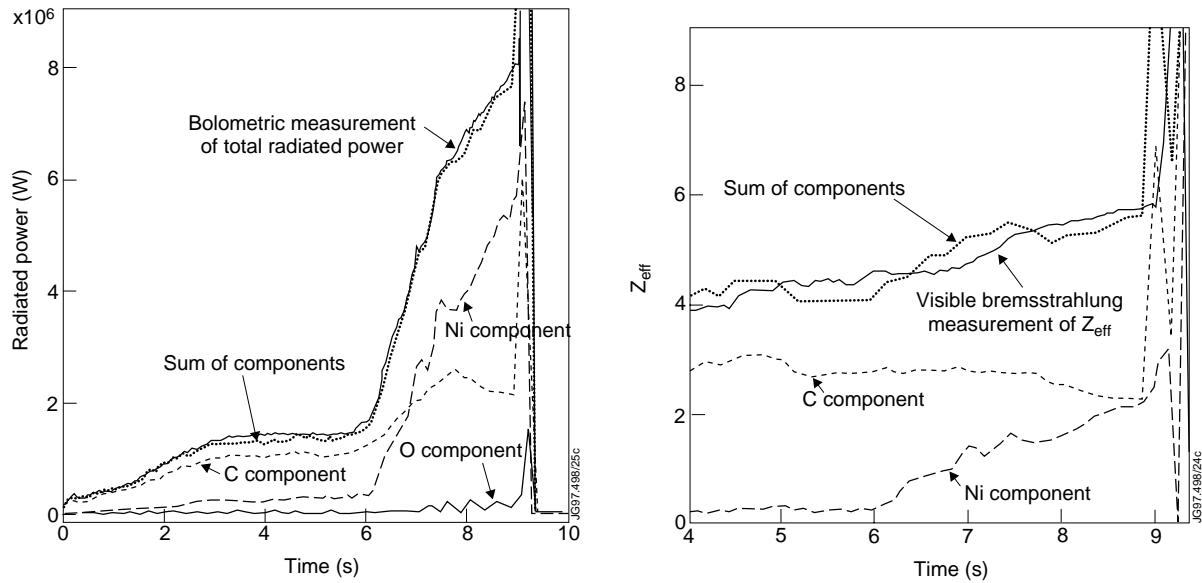 x10⁶
8
6
4
2
0
Radiated power (W)
Bolometric measurement
of total radiated power
Ni component
Sum of components
C component
O component
JG97.498/25c
0 2 4 6 8 10
Time (s)
8
6
4
2
0
Zeff
Sum of components
Visible bremsstrahlung
measurement of Zeff
C component
Ni component
JG97.498/24c
4 5 6 7 8 9
Time (s)